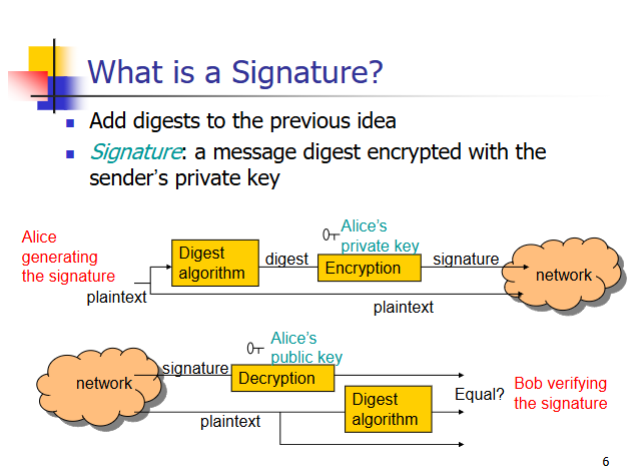 What is a Signature?
Add digests to the previous idea
Signature: a message digest encrypted with the
sender's private key
Alice
generating
the signature
plaintext
Digest
algorithm
digest
Alice's
private key
Encryption
signature
network
plaintext
network
signature
Alice's
public key
Decryption
plaintext
Digest
algorithm
Equal?
Bob verifying
the signature
6